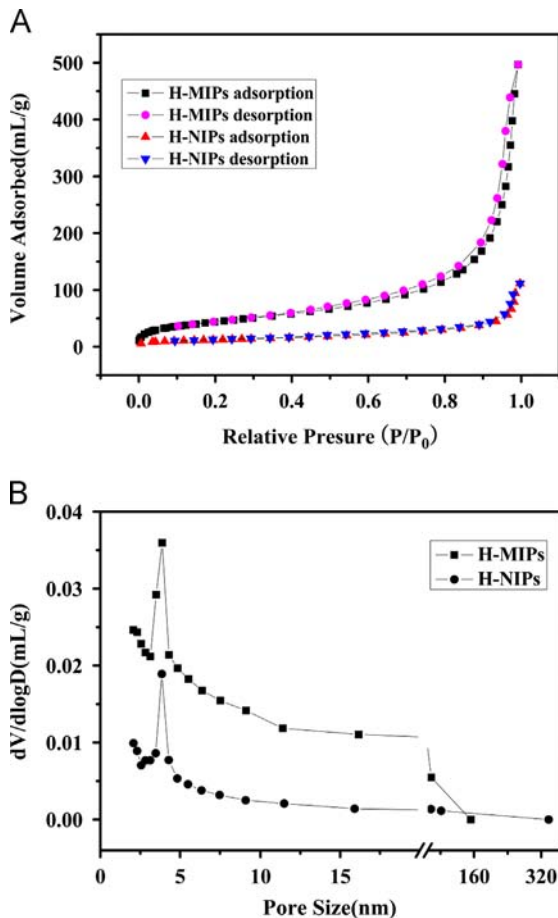 A
500
400
300
200
100
0
Volume Adsorbed(mL/g)
H-MIPs adsorption
H-MIPs desorption
H-NIPs adsorption
H-NIPs desorption
0.0 0.2 0.4 0.6 0.8 1.0
Relative Presure (P/P0)
B
0.04
0.03
0.02
0.01
0.00
dV/dlogD(mL/g)
H-MIPs
H-NIPs
0 5 10 15 160 320
Pore Size(nm)